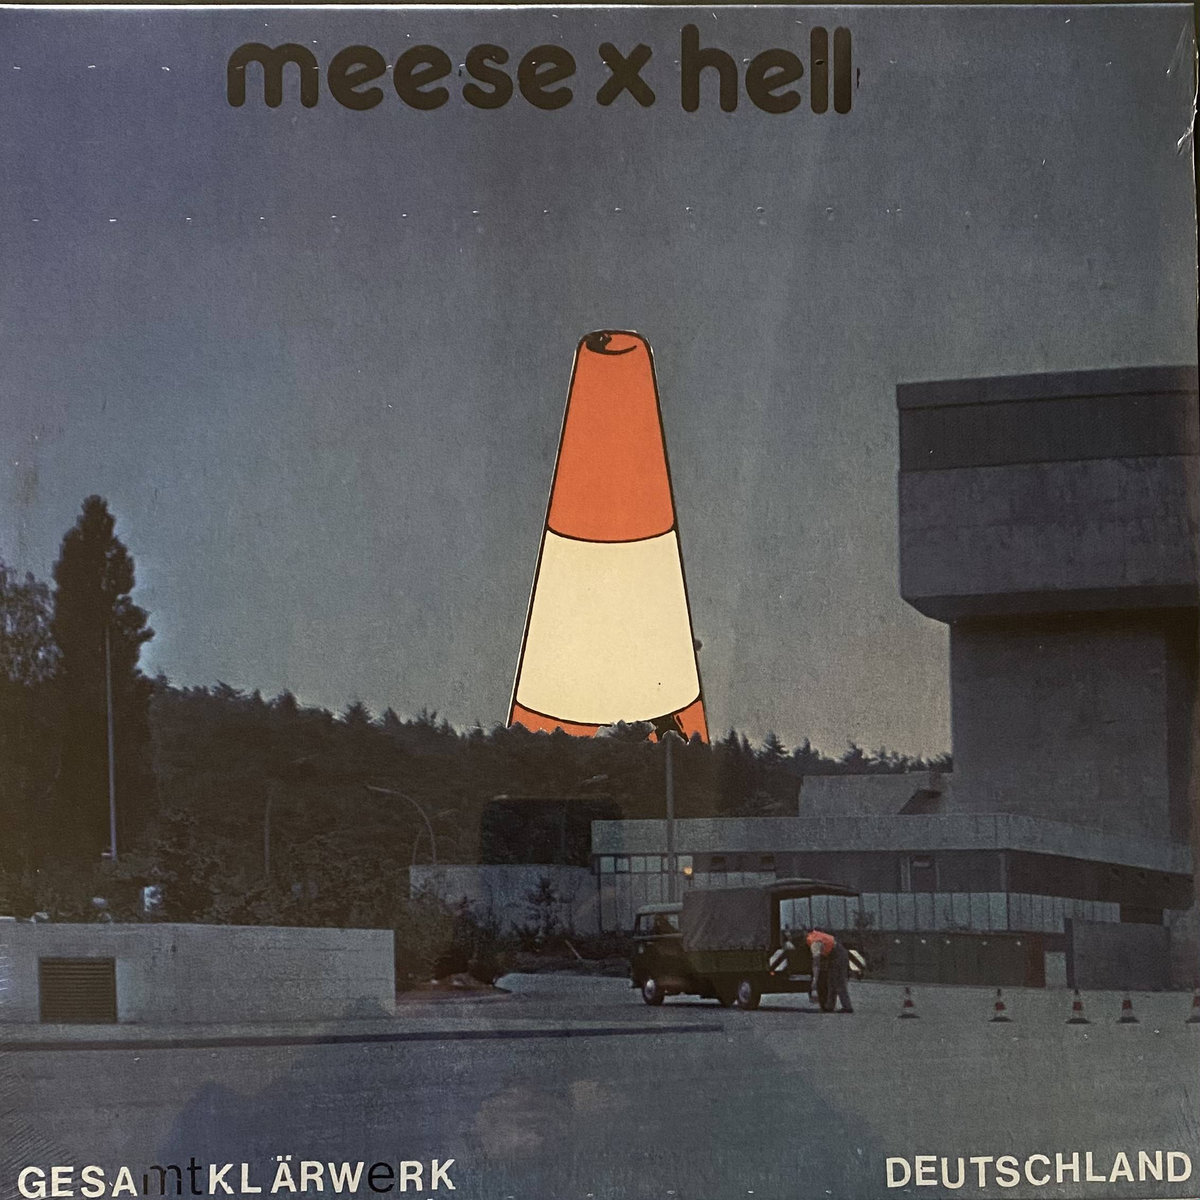 meese x hell
GESAmtKLÄRWeRK
DEUTSCHLAND